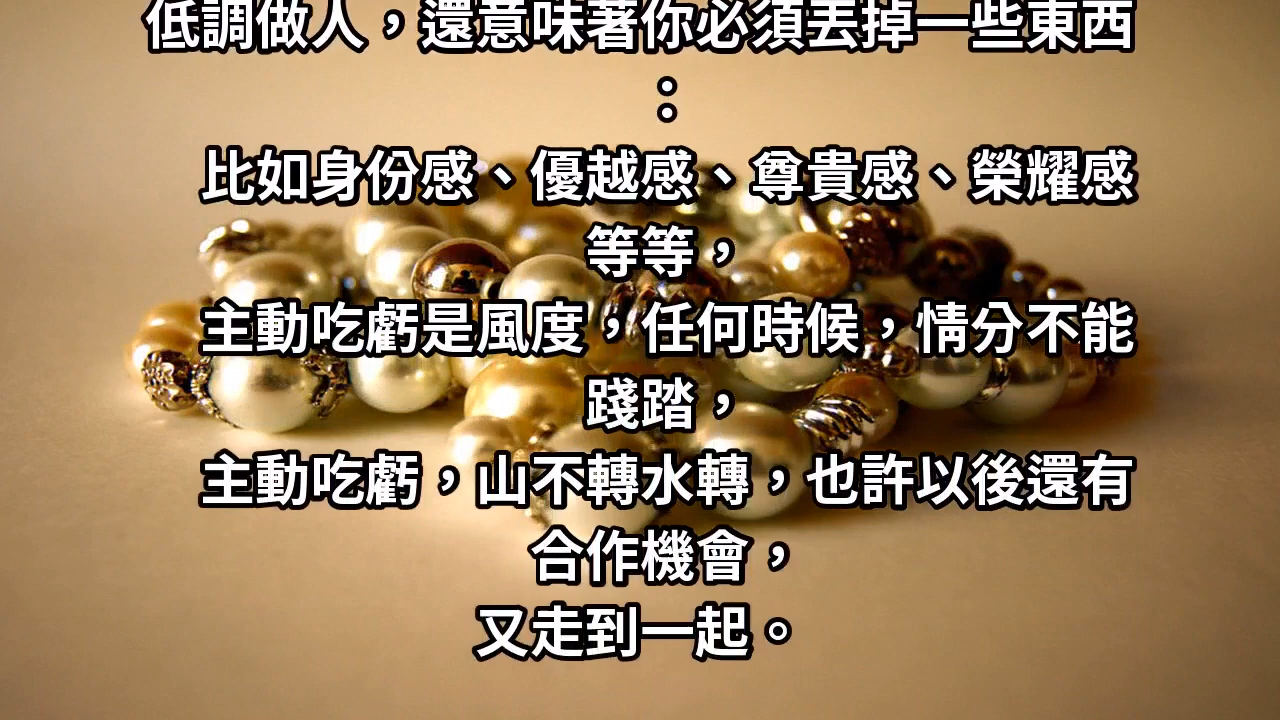 低調做人，還意味著你必須丟掉一些東西
：
比如身份感、優越感、尊貴感、榮耀感
等等，
主動吃虧是風度，任何時候，情分不能
踐踏，
主動吃虧，山不轉水轉，也許以後還有
合作機會，
又走到一起。